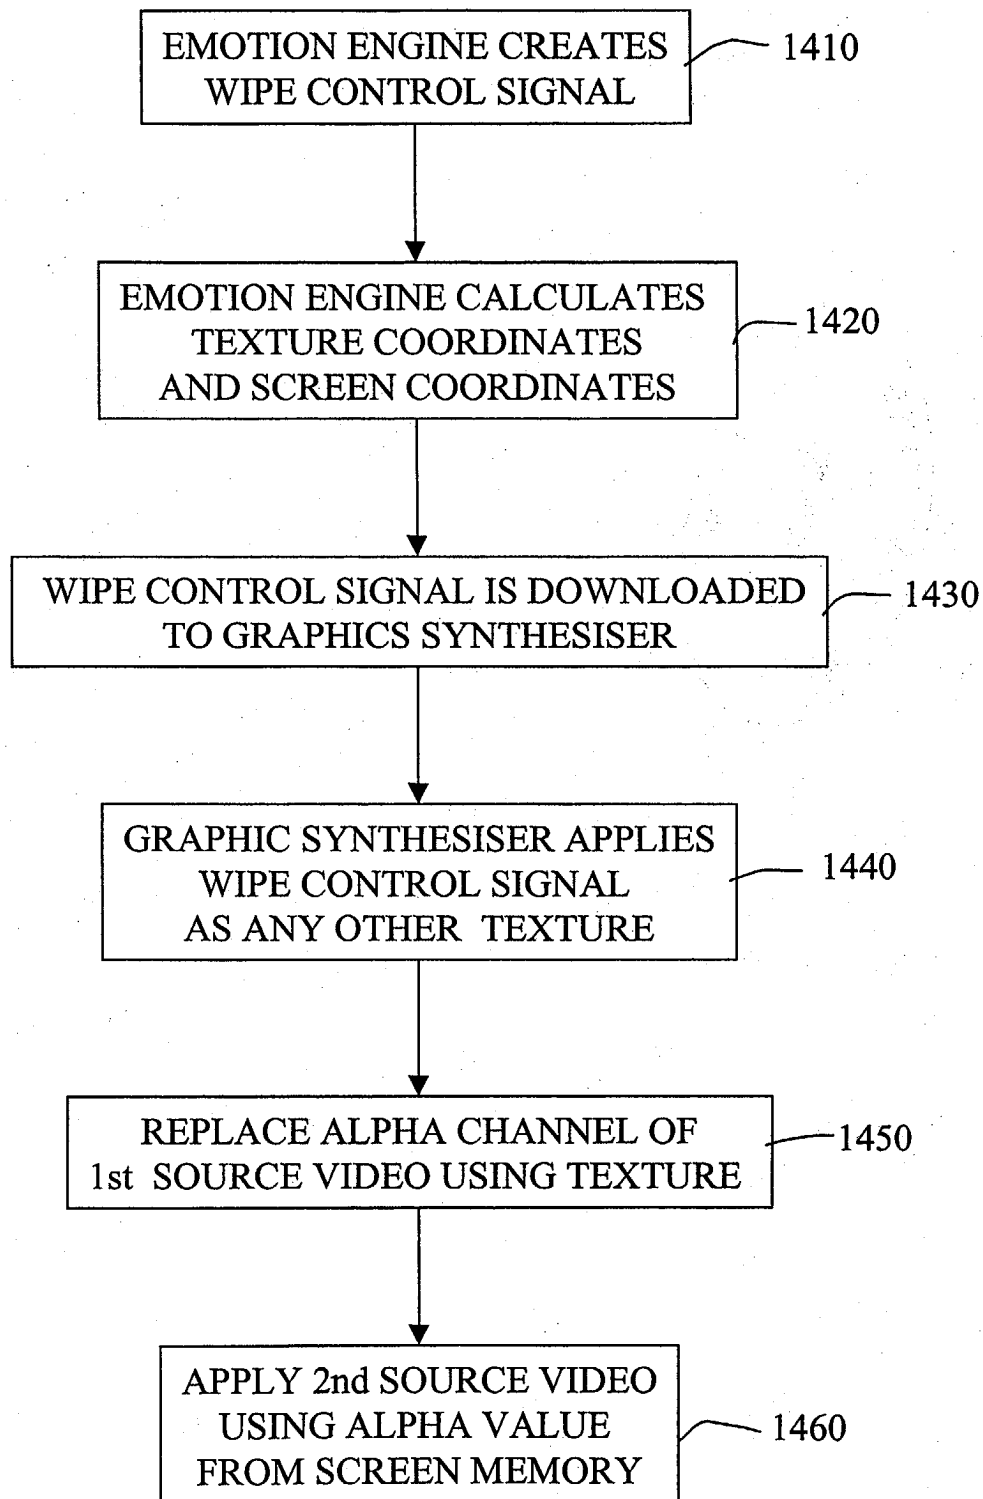 EMOTION ENGINE CREATES
WIPE CONTROL SIGNAL
1410
EMOTION ENGINE CALCULATES
TEXTURE COORDINATES
AND SCREEN COORDINATES
1420
WIPE CONTROL SIGNAL IS DOWNLOADED
TO GRAPHICS SYNTHESISER
1430
GRAPHIC SYNTHESISER APPLIES
WIPE CONTROL SIGNAL
AS ANY OTHER TEXTURE
1440
REPLACE ALPHA CHANNEL OF
1st SOURCE VIDEO USING TEXTURE
1450
APPLY 2nd SOURCE VIDEO
USING ALPHA VALUE
FROM SCREEN MEMORY
1460